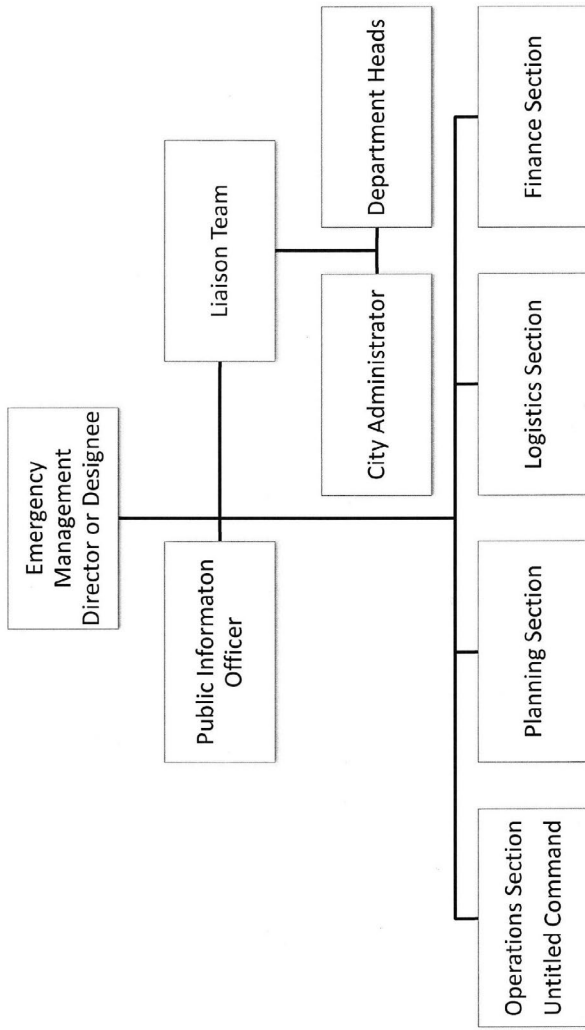 Emergency
Management
Director or Designee
Public Informaton
Officer
Liaison Team
City Administrator
Department Heads
Operations Section
Untitled Command
Planning Section
Logistics Section
Finance Section